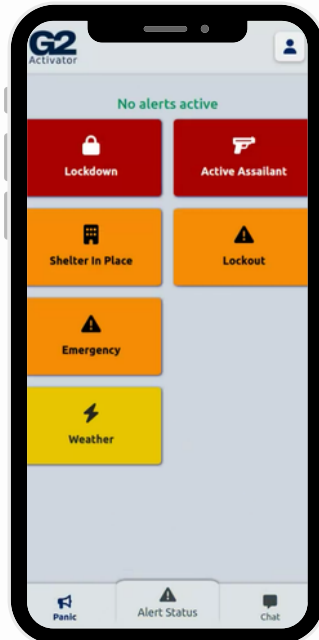 G2
Activator
No alerts active
Lockdown
Active Assailant
Shelter In Place
Lockout
Emergency
Weather
Panic
Alert Status
Chat